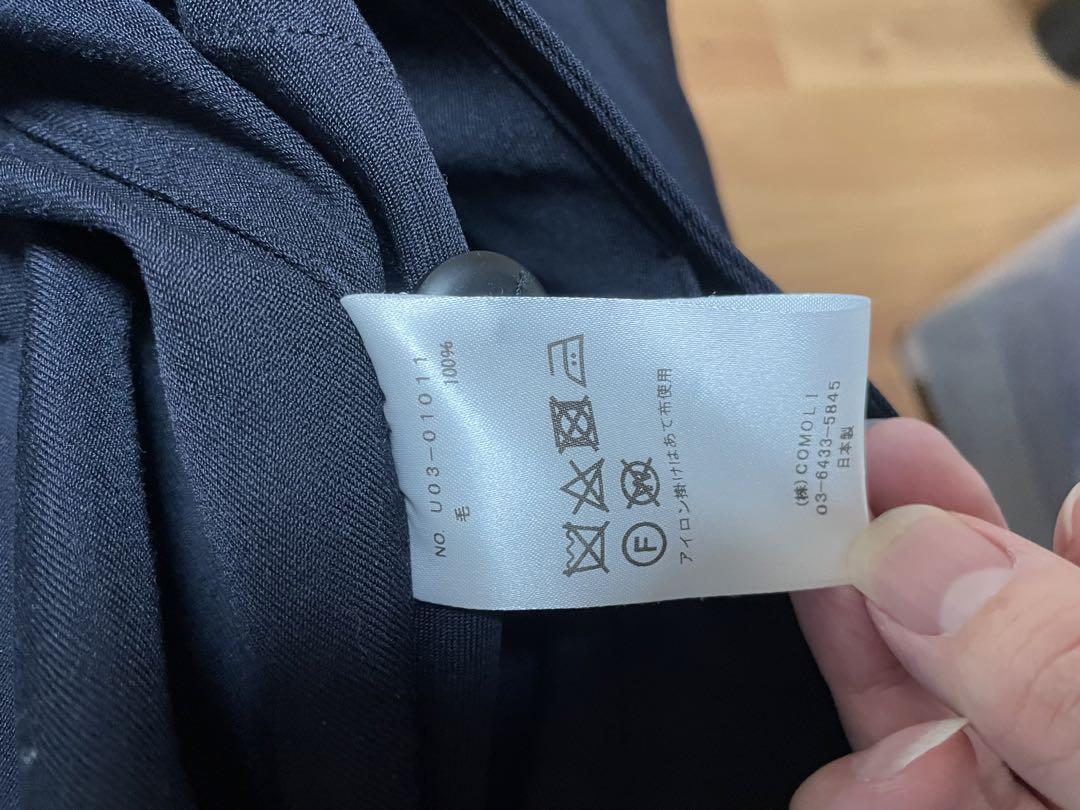 NO. U03-01011
毛 100%
F
W
アイロン掛けはあて布使用
(株)COMOLI
03-6433-5845
日本製